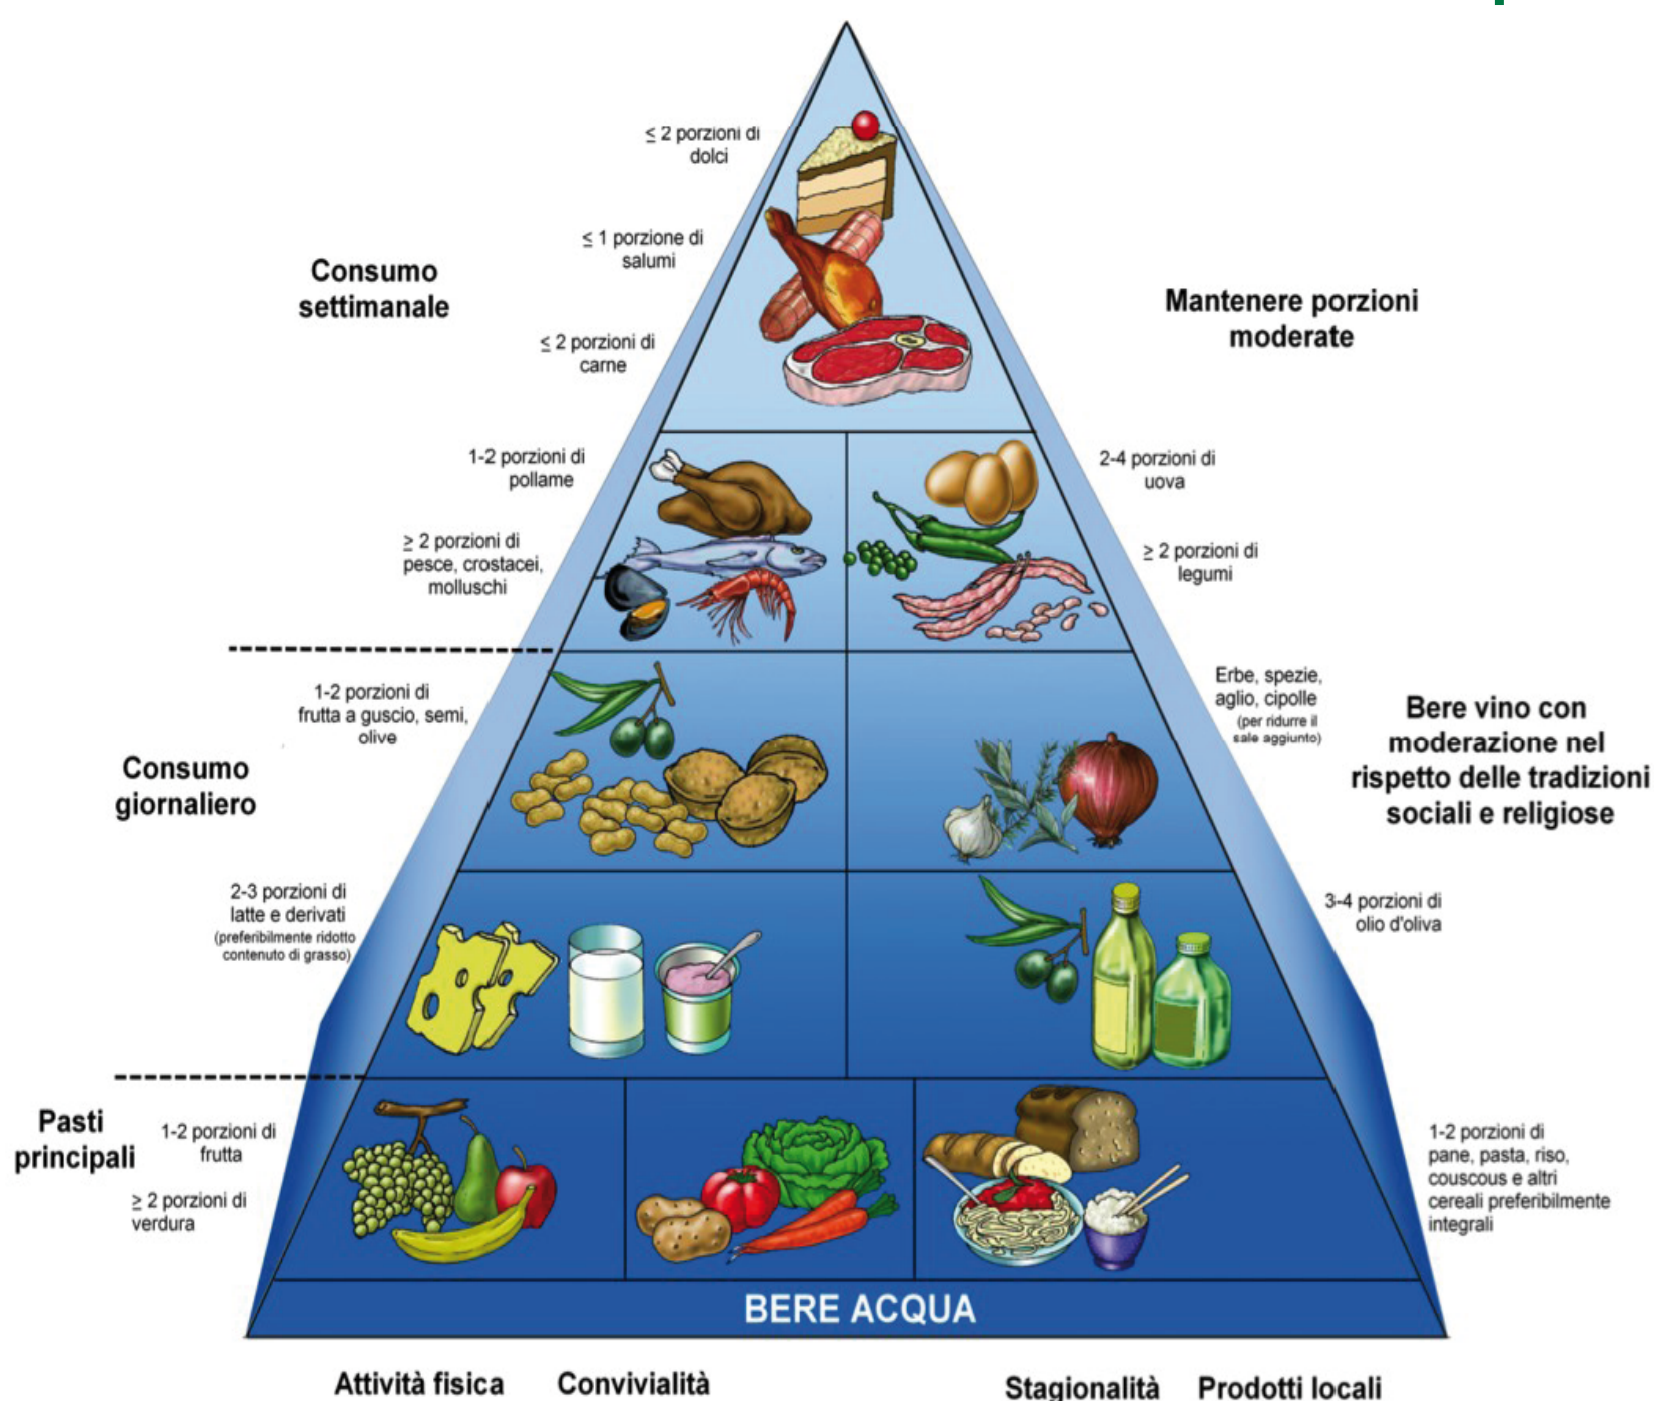 ≤ 2 porzioni di
dolci
≤ 1 porzione di
salumi
Consumo
settimanale
≤ 2 porzioni di
carne
Mantenere porzioni
moderate
1-2 porzioni di
pollame
2-4 porzioni di
uova
≥ 2 porzioni di
pesce, crostacei,
molluschi
≥ 2 porzioni di
legumi
1-2 porzioni di
frutta a guscio, semi,
olive
Erbe, spezie,
aglio, cipolle
(per ridurre il
sale aggiunto)
Consumo
giornaliero
Bere vino con
moderazione nel
rispetto delle tradizioni
sociali e religiose
2-3 porzioni di
latte e derivati
(preferibilmente ridotto
contenuto di grasso)
3-4 porzioni di
olio d'oliva
Pasti
principali
1-2 porzioni di
frutta
≥ 2 porzioni di
verdura
1-2 porzioni di
pane, pasta, riso,
couscous e altri
cereali preferibilmente
integrali
BERE ACQUA
Attività fisica
Convivialità
Stagionalità
Prodotti locali